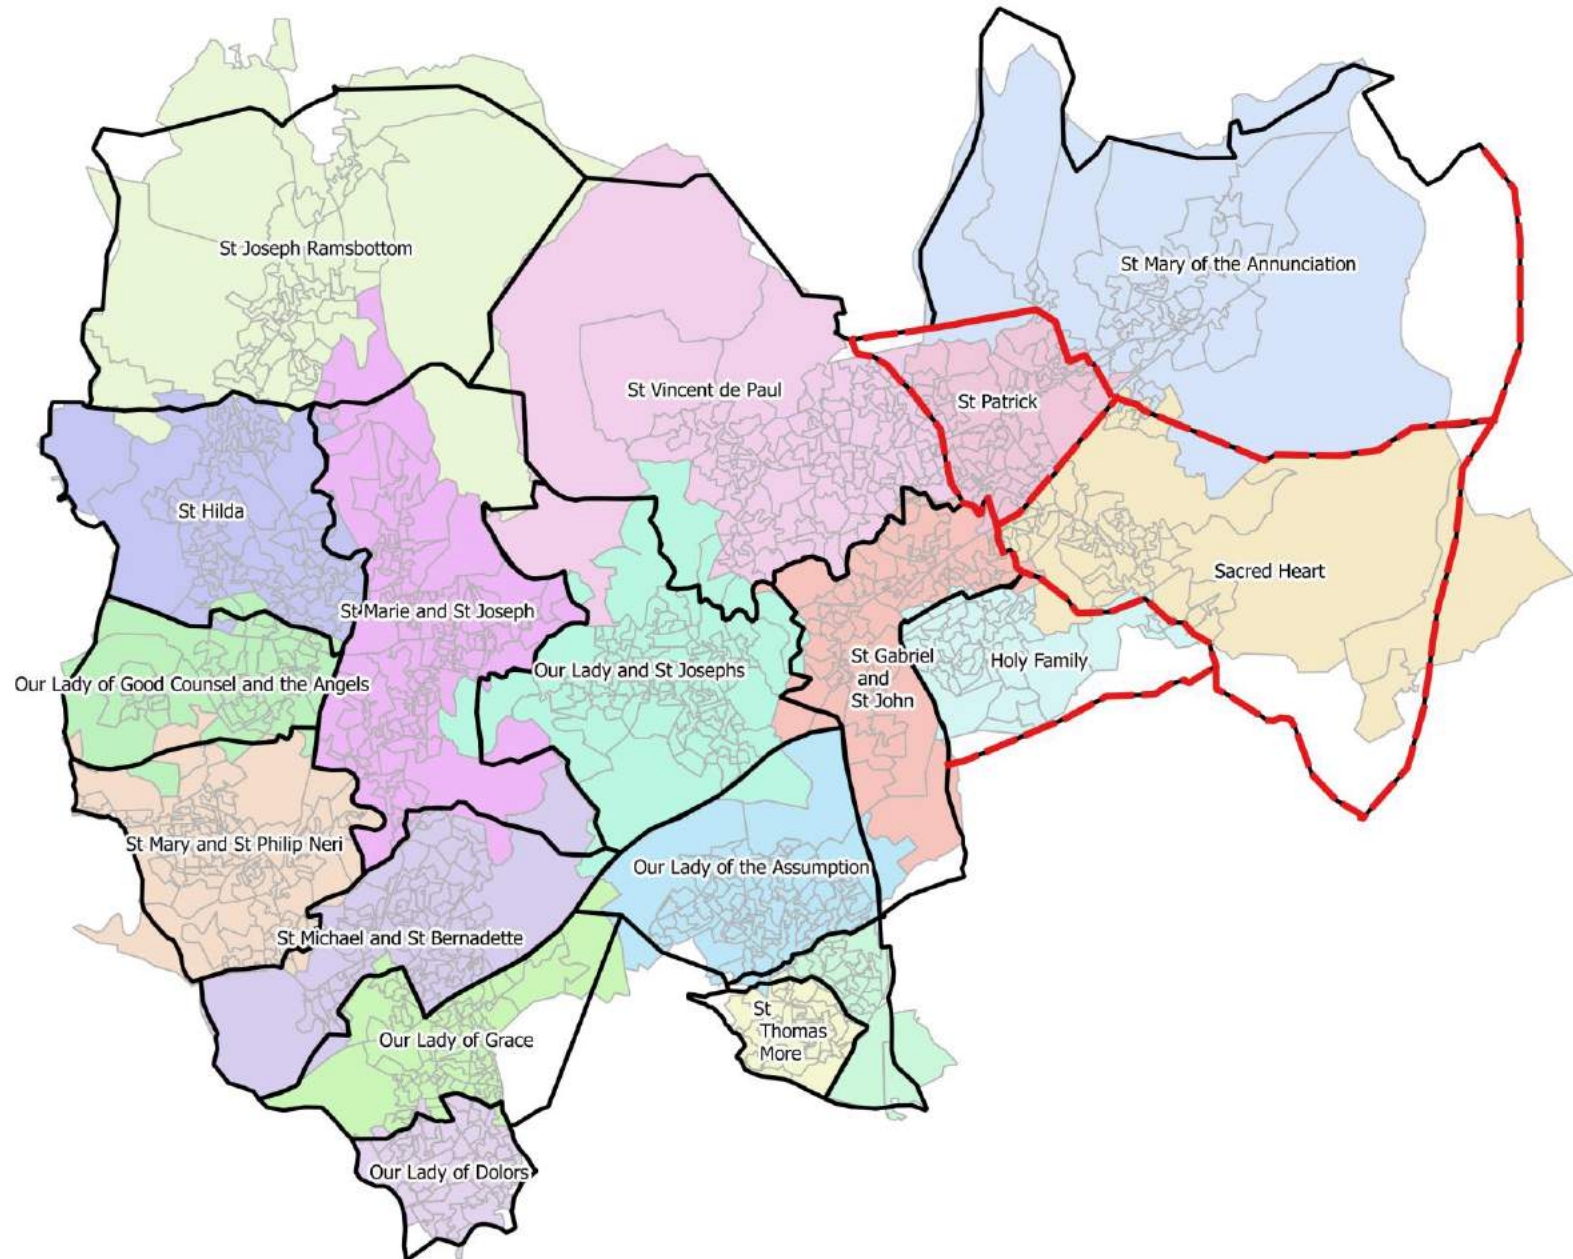 St Joseph Ramsbottom
St Mary of the Annunciation
St Vincent de Paul
St Patrick
St Hilda
Sacred Heart
St Marie and St Joseph
St Gabriel
and
St John
Holy Family
Our Lady and St Josephs
Our Lady of Good Counsel and the Angels
St Mary and St Philip Neri
Our Lady of the Assumption
St Michael and St Bernadette
St
Thomas
More
Our Lady of Grace
Our Lady of Dolors